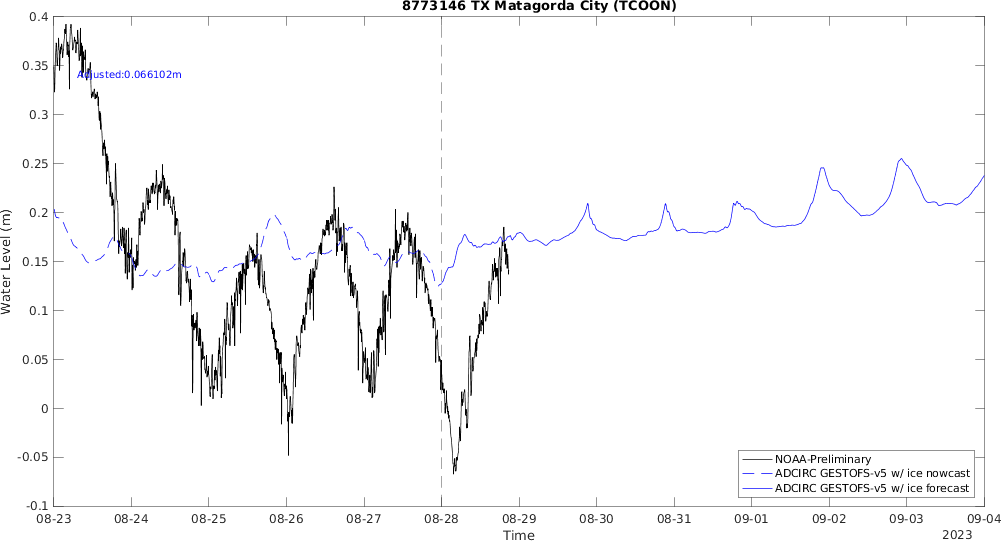 8773146 TX Matagorda City (TCOON)
0.4
0.35
0.3
0.25
0.2
0.15
0.1
0.05
0
-0.05
-0.1
Water Level (m)
Adjusted:0.066102m
NOAA-Preliminary
ADCIRC GESTOFS-v5 w/ ice nowcast
ADCIRC GESTOFS-v5 w/ ice forecast
08-23 08-24 08-25 08-26 08-27 08-28 08-29 08-30 08-31 09-01 09-02 09-03 09-04
Time
2023